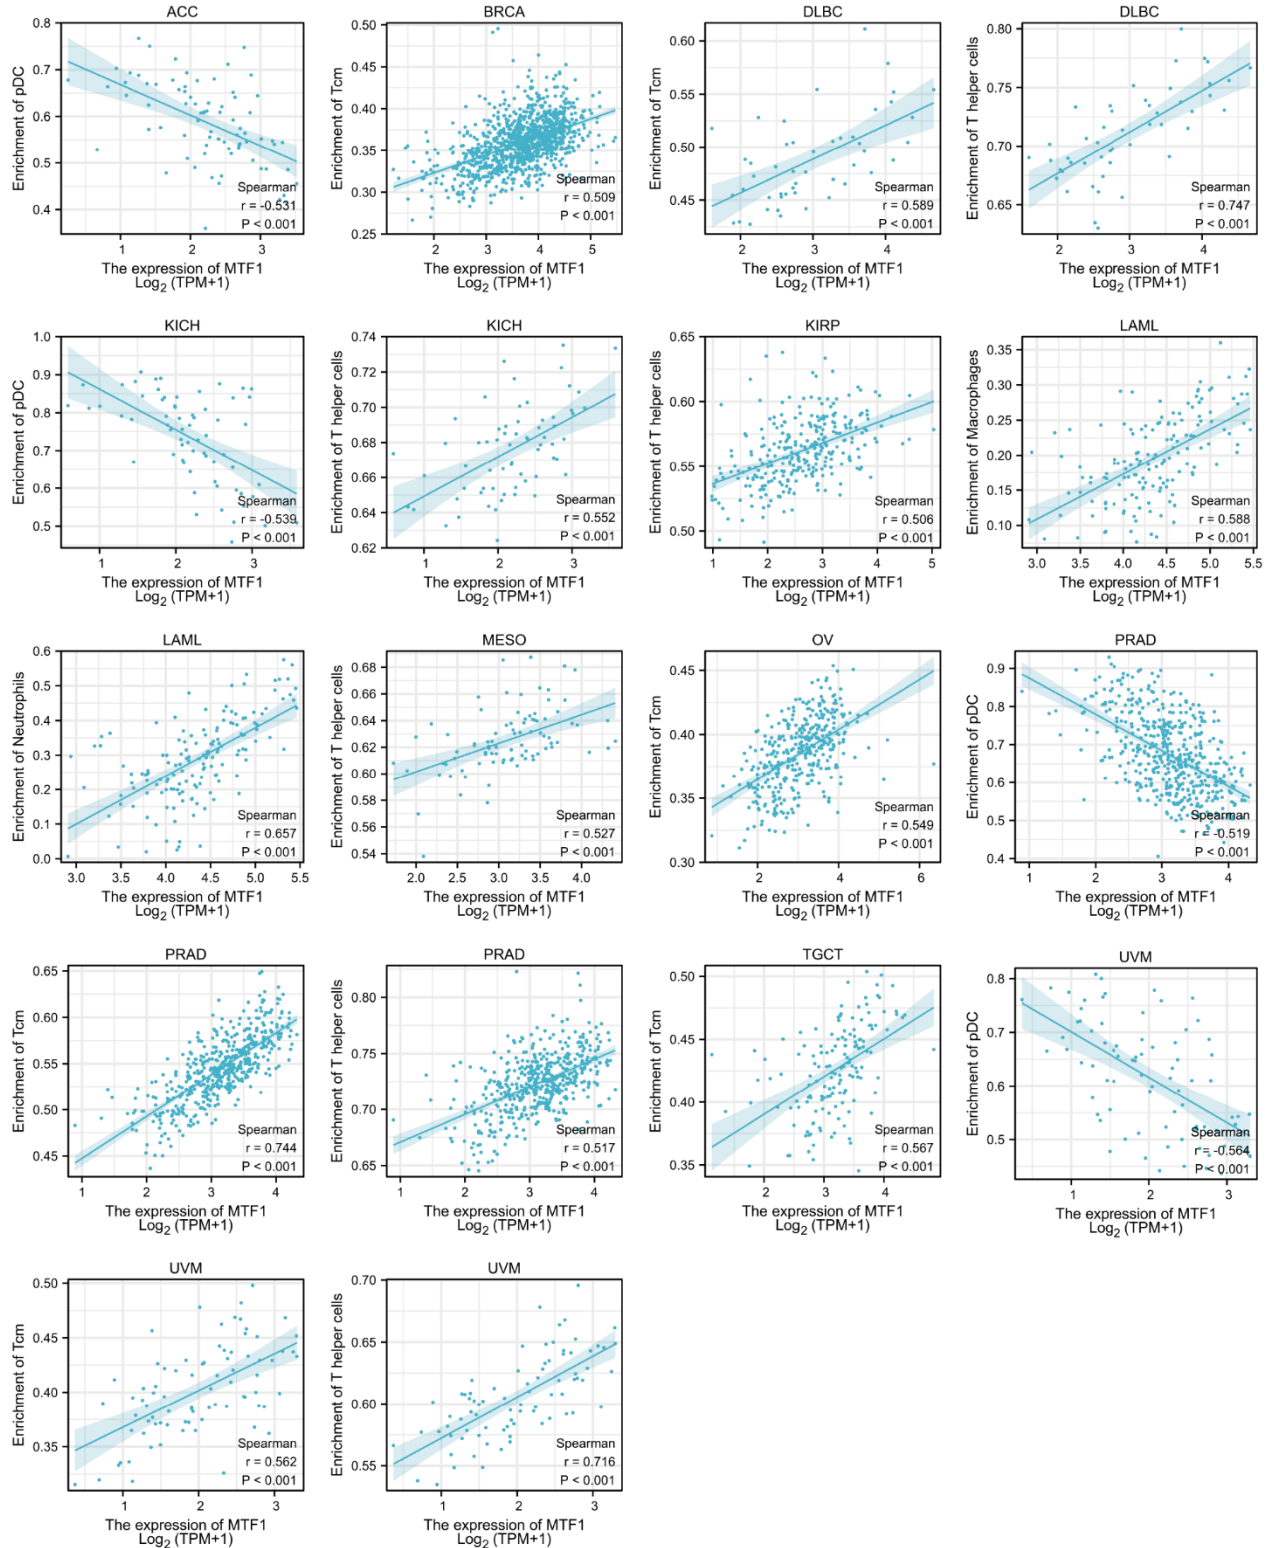 ACC
Enrichment of pDC
0.8
0.7
0.6
0.5
0.4
Spearman
r = -0.531
P < 0.001
1 2 3
The expression of MTF1
Log2 (TPM+1)
BRCA
Enrichment of Tcm
0.50
0.45
0.40
0.35
0.30
0.25
Spearman
r = 0.509
P < 0.001
2 3 4 5
The expression of MTF1
Log2 (TPM+1)
DLBC
Enrichment of Tcm
0.60
0.55
0.50
0.45
Spearman
r = 0.589
P < 0.001
2 3 4
The expression of MTF1
Log2 (TPM+1)
DLBC
Enrichment of T helper cells
0.80
0.75
0.70
0.65
Spearman
r = 0.747
P < 0.001
2 3 4
The expression of MTF1
Log2 (TPM+1)
KICH
Enrichment of pDC
1.0
0.9
0.8
0.7
0.6
0.5
Spearman
r = -0.539
P < 0.001
1 2 3
The expression of MTF1
Log2 (TPM+1)
KICH
Enrichment of T helper cells
0.74
0.72
0.70
0.68
0.66
0.64
0.62
Spearman
r = 0.552
P < 0.001
1 2 3
The expression of MTF1
Log2 (TPM+1)
KIRP
Enrichment of T helper cells
0.65
0.60
0.55
0.50
Spearman
r = 0.506
P < 0.001
1 2 3 4 5
The expression of MTF1
Log2 (TPM+1)
LAML
Enrichment of Macrophages
0.35
0.30
0.25
0.20
0.15
0.10
Spearman
r = 0.588
P < 0.001
3.0 3.5 4.0 4.5 5.0 5.5
The expression of MTF1
Log2 (TPM+1)
LAML
Enrichment of Neutrophils
0.6
0.5
0.4
0.3
0.2
0.1
0.0
Spearman
r = 0.657
P < 0.001
3.0 3.5 4.0 4.5 5.0 5.5
The expression of MTF1
Log2 (TPM+1)
MESO
Enrichment of T helper cells
0.68
0.66
0.64
0.62
0.60
0.58
0.56
0.54
Spearman
r = 0.527
P < 0.001
2.0 2.5 3.0 3.5 4.0
The expression of MTF1
Log2 (TPM+1)
OV
Enrichment of Tcm
0.45
0.40
0.35
0.30
Spearman
r = 0.549
P < 0.001
2 4 6
The expression of MTF1
Log2 (TPM+1)
PRAD
Enrichment of pDC
0.9
0.8
0.7
0.6
0.5
0.4
Spearman
r = -0.519
P < 0.001
1 2 3 4
The expression of MTF1
Log2 (TPM+1)
PRAD
Enrichment of Tcm
0.65
0.60
0.55
0.50
0.45
Spearman
r = 0.744
P < 0.001
1 2 3 4
The expression of MTF1
Log2 (TPM+1)
PRAD
Enrichment of T helper cells
0.80
0.75
0.70
0.65
Spearman
r = 0.517
P < 0.001
1 2 3 4
The expression of MTF1
Log2 (TPM+1)
TGCT
Enrichment of Tcm
0.50
0.45
0.40
0.35
Spearman
r = 0.567
P < 0.001
2 3 4
The expression of MTF1
Log2 (TPM+1)
UVM
Enrichment of pDC
0.8
0.7
0.6
0.5
Spearman
r = -0.564
P < 0.001
1 2 3
The expression of MTF1
Log2 (TPM+1)
UVM
Enrichment of Tcm
0.50
0.45
0.40
0.35
Spearman
r = 0.562
P < 0.001
1 2 3
The expression of MTF1
Log2 (TPM+1)
UVM
Enrichment of T helper cells
0.70
0.65
0.60
0.55
Spearman
r = 0.716
P < 0.001
1 2 3
The expression of MTF1
Log2 (TPM+1)